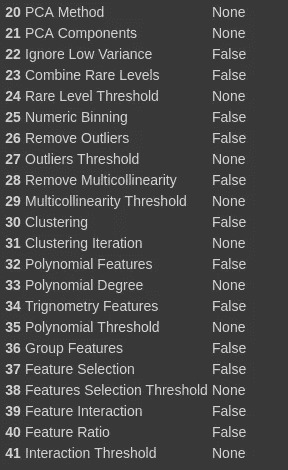 20 PCA Method None
21 PCA Components None
22 Ignore Low Variance False
23 Combine Rare Levels False
24 Rare Level Threshold None
25 Numeric Binning False
26 Remove Outliers False
27 Outliers Threshold None
28 Remove Multicollinearity False
29 Multicollinearity Threshold None
30 Clustering False
31 Clustering Iteration None
32 Polynomial Features False
33 Polynomial Degree None
34 Trignometry Features False
35 Polynomial Threshold None
36 Group Features False
37 Feature Selection False
38 Features Selection Threshold None
39 Feature Interaction False
40 Feature Ratio False
41 Interaction Threshold None